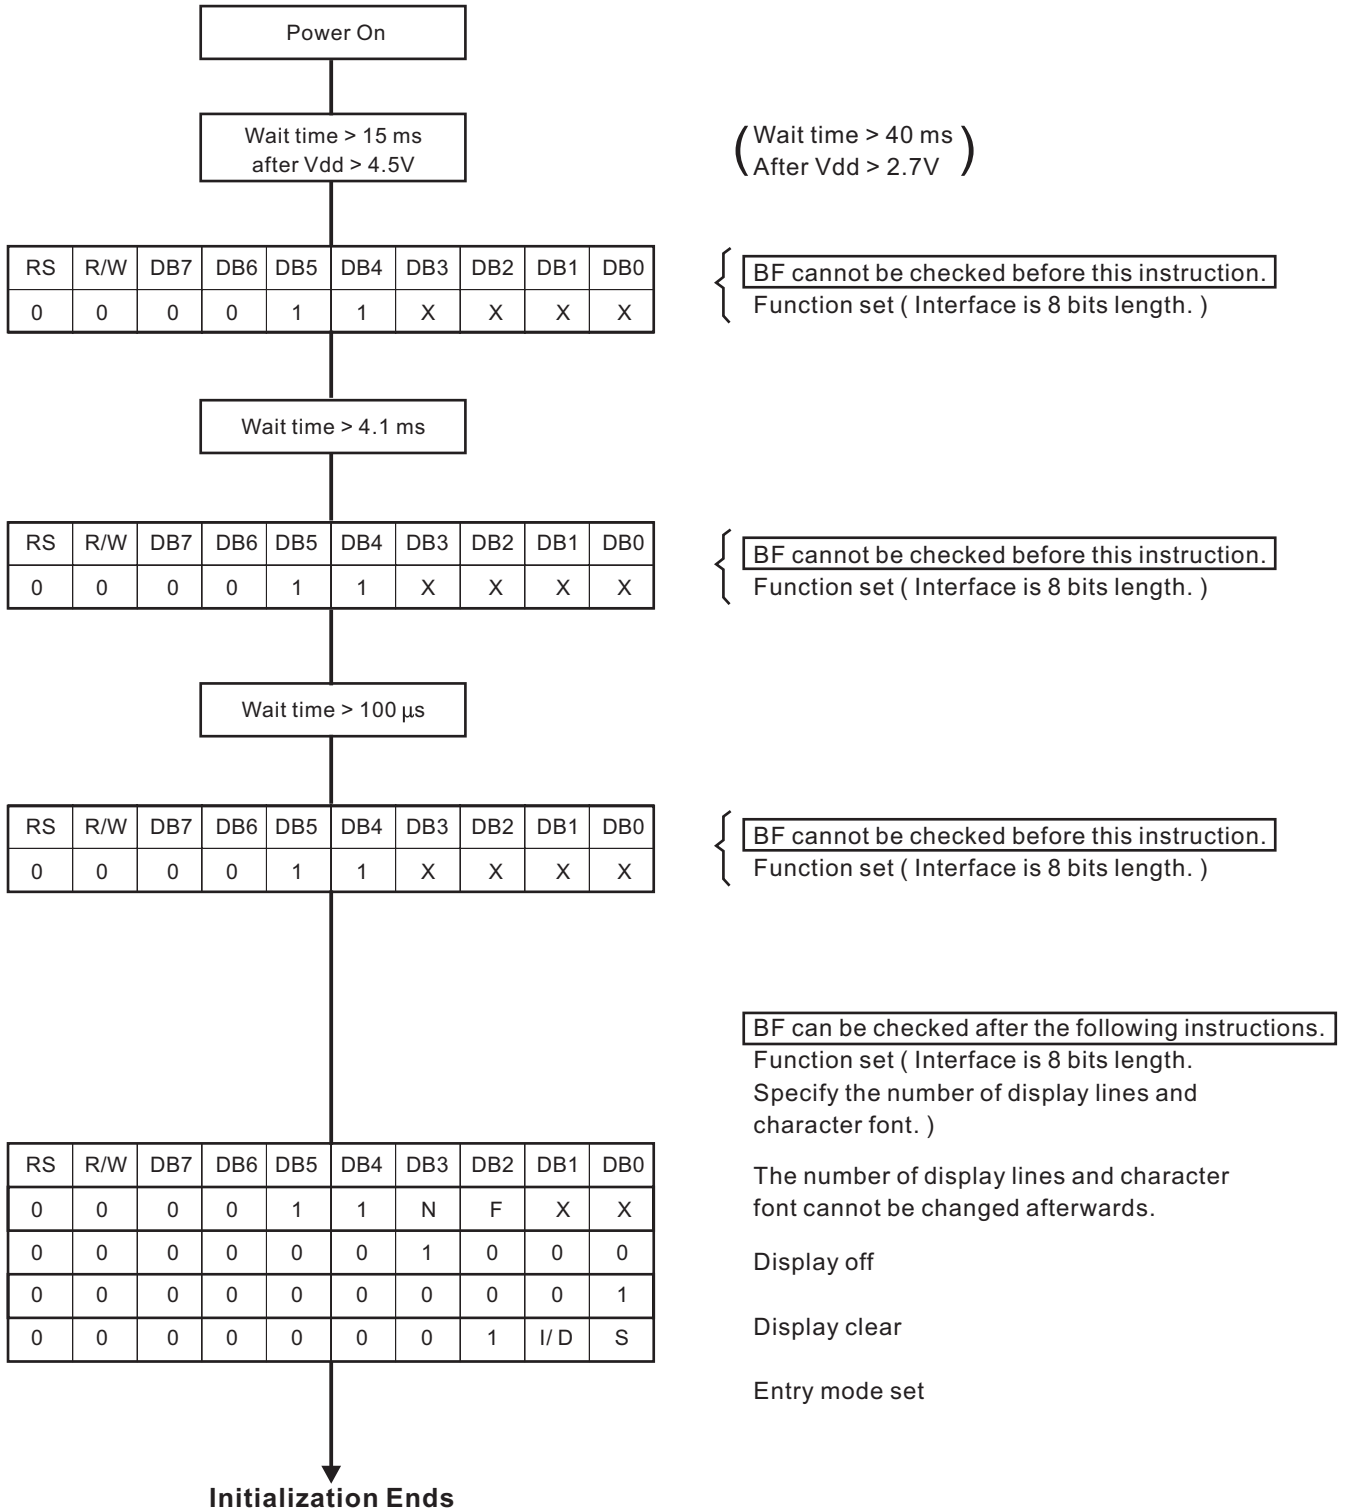 Power On
Wait time > 15 ms
after Vdd > 4.5V
( Wait time > 40 ms )
After Vdd > 2.7V
RS R/W DB7 DB6 DB5 DB4 DB3 DB2 DB1 DB0
0 0 0 0 1 1 X X X X
BF cannot be checked before this instruction.
Function set ( Interface is 8 bits length. )
Wait time > 4.1 ms
RS R/W DB7 DB6 DB5 DB4 DB3 DB2 DB1 DB0
0 0 0 0 1 1 X X X X
BF cannot be checked before this instruction.
Function set ( Interface is 8 bits length. )
Wait time > 100 µs
RS R/W DB7 DB6 DB5 DB4 DB3 DB2 DB1 DB0
0 0 0 0 1 1 X X X X
BF cannot be checked before this instruction.
Function set ( Interface is 8 bits length. )
BF can be checked after the following instructions.
Function set ( Interface is 8 bits length.
Specify the number of display lines and
character font. )
RS R/W DB7 DB6 DB5 DB4 DB3 DB2 DB1 DB0
0 0 0 0 1 1 N F X X
0 0 0 0 0 0 1 0 0 0
0 0 0 0 0 0 0 0 0 1
0 0 0 0 0 0 0 1 I/ D S
The number of display lines and character
font cannot be changed afterwards.
Display off
Display clear
Entry mode set
Initialization Ends